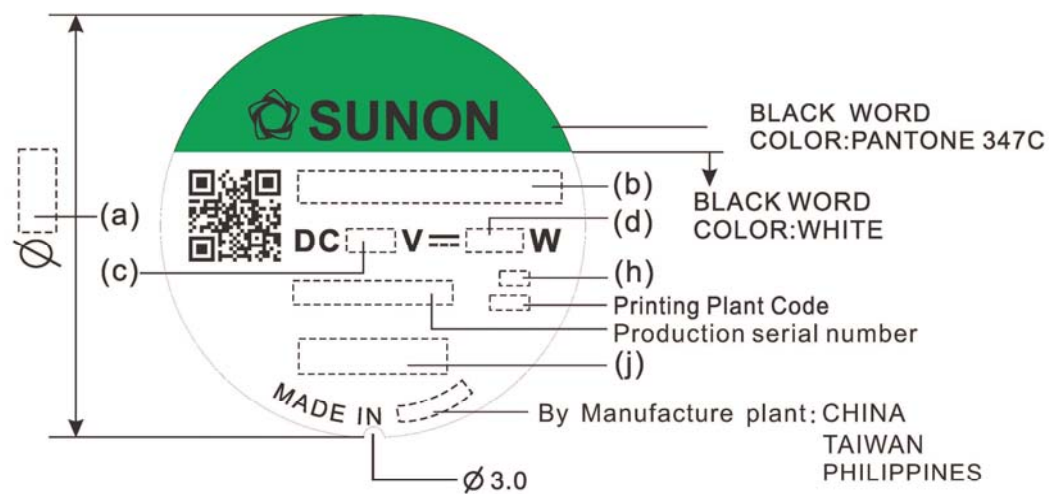 SUNON
BLACK WORD
COLOR:PANTONE 347C
BLACK WORD
COLOR:WHITE
(a)
Ø
(b)
(d)
DC V W
(c)
(h)
Printing Plant Code
Production serial number
(j)
MADE IN
By Manufacture plant: CHINA
TAIWAN
PHILIPPINES
Ø 3.0